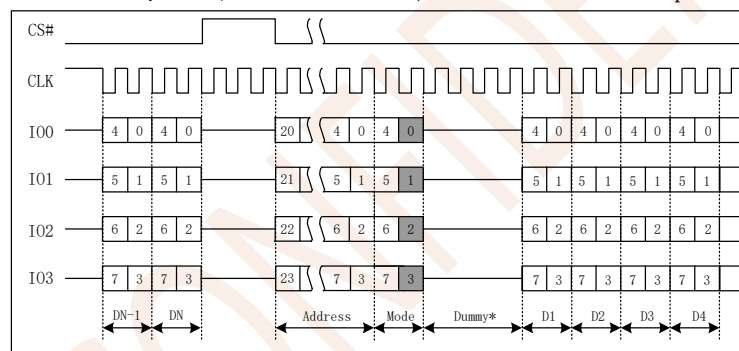 CS#
CLK
IO0 4 0 4 0 20 4 0 4 0 4 0 4 0 4 0 4 0
IO1 5 1 5 1 21 5 1 5 1 5 1 5 1 5 1 5 1
IO2 6 2 6 2 22 6 2 6 2 6 2 6 2 6 2 6 2
IO3 7 3 7 3 23 7 3 7 3 7 3 7 3 7 3 7 3
DN-1 DN Address Mode Dummy* D1 D2 D3 D4